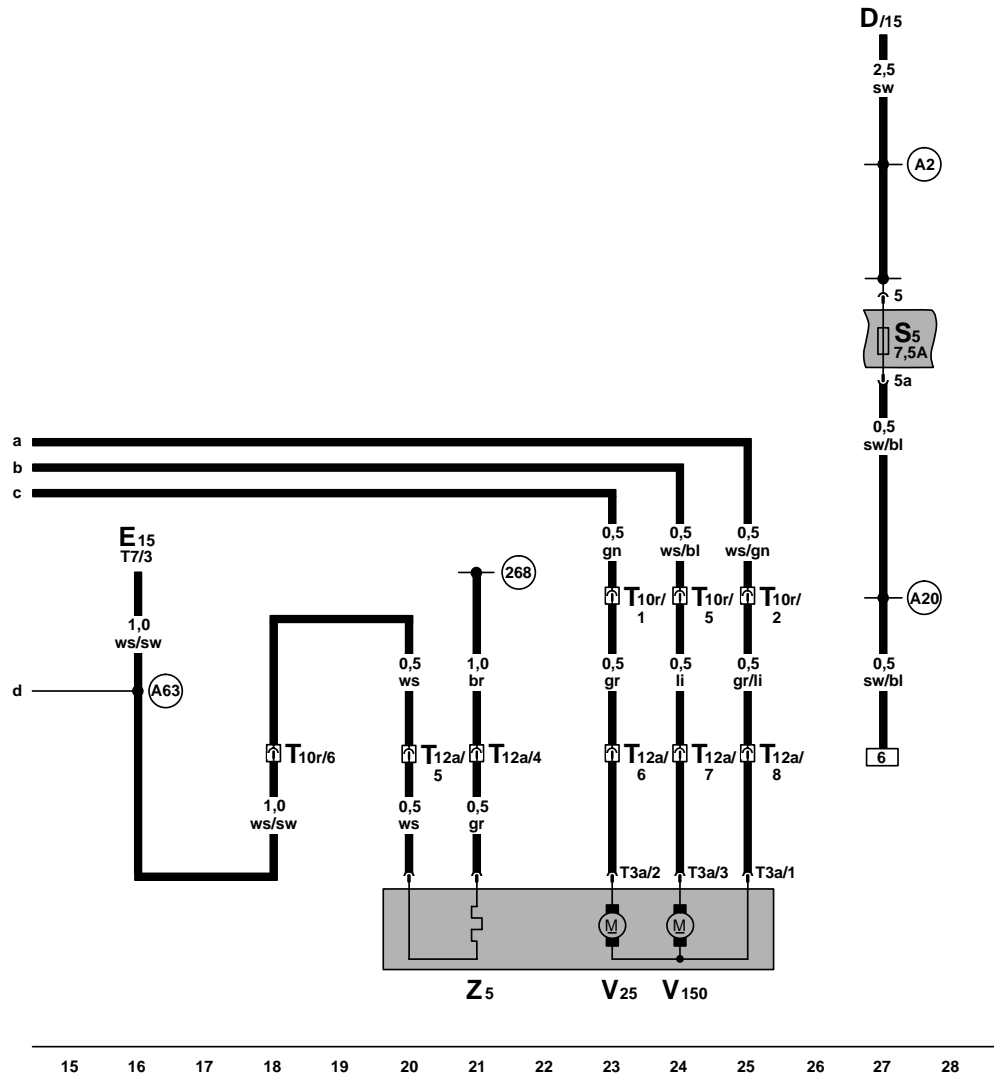 D/15
2,5
sw
A2
5
S5
7,5A
5a
0,5
sw/bl
a
b
c
E15
T7/3
268
0,5
gn
0,5
ws/bl
0,5
ws/gn
T10r/
1
T10r/
5
T10r/
2
A20
1,0
ws/sw
d
A63
0,5
ws
1,0
br
0,5
gr
0,5
li
0,5
gr/li
0,5
sw/bl
T10r/6
T12a/
5
T12a/4
T12a/
6
T12a/
7
T12a/
8
6
1,0
ws/sw
0,5
ws
0,5
gr
T3a/2
T3a/3
T3a/1
M
M
Z5
V25
V150
15 16 17 18 19 20 21 22 23 24 25 26 27 28